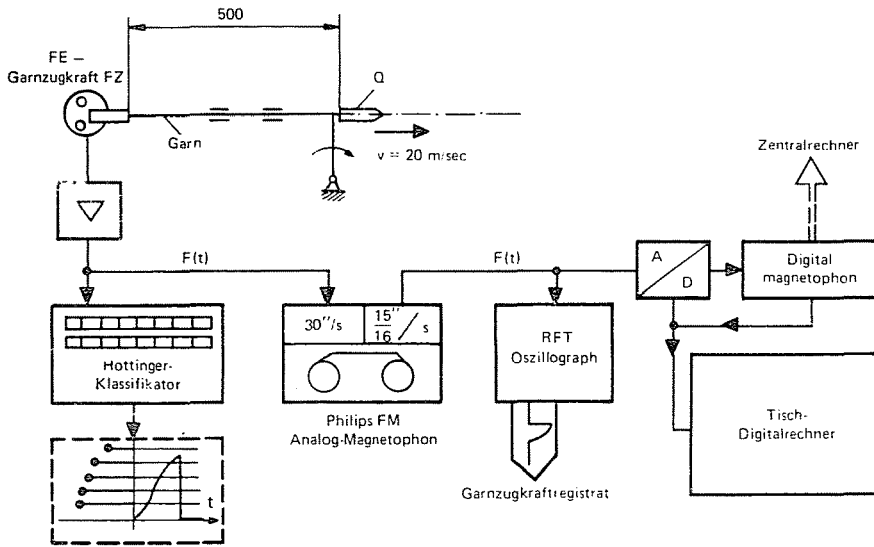 500
FE –
Garnzugkraft FZ
Q
Garn
v = 20 m/sec
Zentralrechner
F(t)
F(t)
A
D
Digital
magnetophon
30''/s
15''
16 / s
Hottinger-
Klassifikator
Philips FM
Analog-Magnetophon
RFT
Oszillograph
Garnzugkraftregistrat
Tisch-
Digitalrechner
t